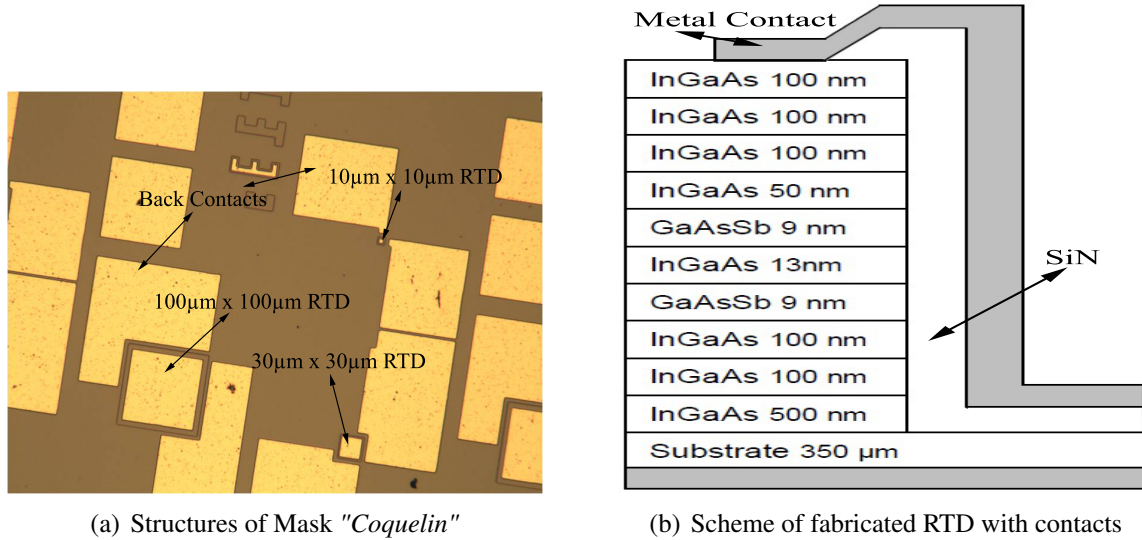 10µm x 10µm RTD
Back Contacts
100µm x 100µm RTD
30µm x 30µm RTD
(a) Structures of Mask "Coquelin"
Metal Contact
InGaAs 100 nm
InGaAs 100 nm
InGaAs 100 nm
InGaAs 50 nm
GaAsSb 9 nm
InGaAs 13nm
GaAsSb 9 nm
InGaAs 100 nm
InGaAs 100 nm
InGaAs 500 nm
Substrate 350 µm
SiN
(b) Scheme of fabricated RTD with contacts